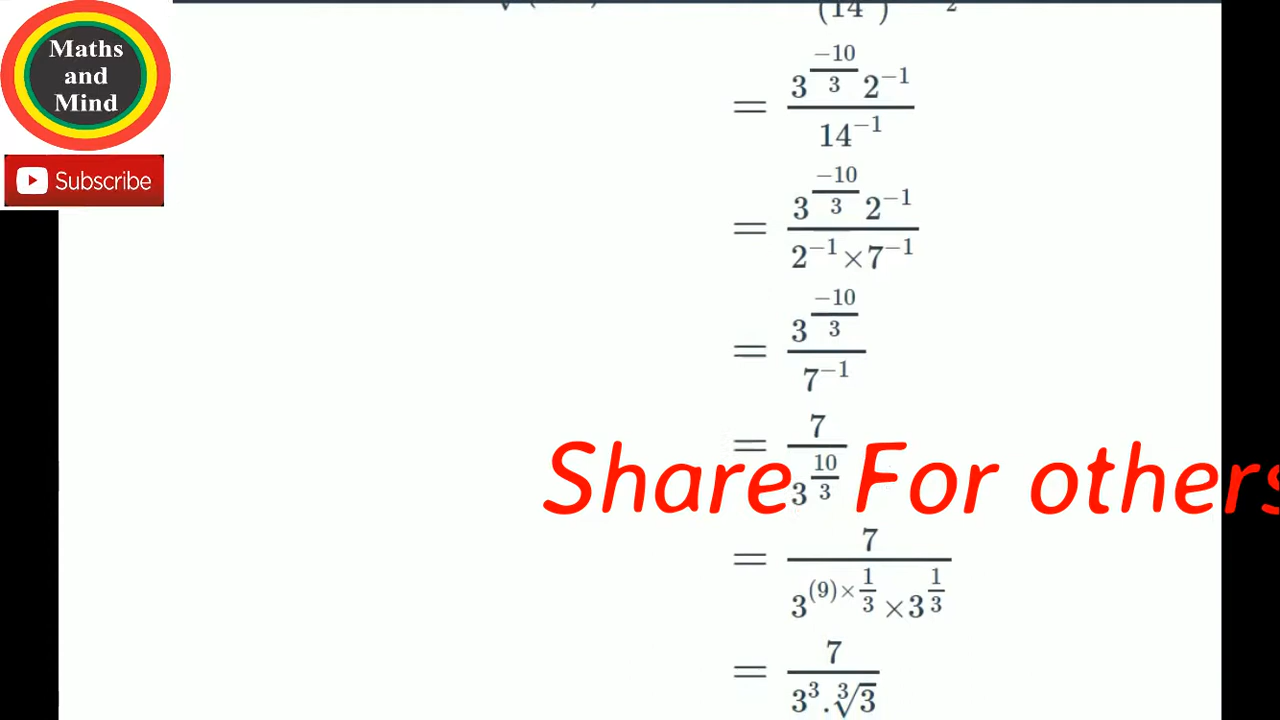 Maths
and
Mind
Subscribe
(14 ) 2
= 3^(-10/3) 2^(-1) / 14^(-1)
= 3^(-10/3) 2^(-1) / 2^(-1) × 7^(-1)
= 3^(-10/3) / 7^(-1)
= 7 / 3^(10/3)
Share For others
= 7 / 3^((9)×1/3) × 3^(1/3)
= 7 / 3^3 . ∛3